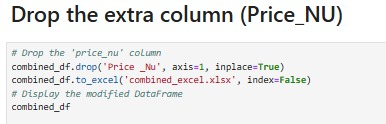 Drop the extra column (Price_NU)
# Drop the 'price_nu' column
combined_df.drop('Price _Nu', axis=1, inplace=True)
combined_df.to_excel('combined_excel.xlsx', index=False)
# Display the modified DataFrame
combined_df